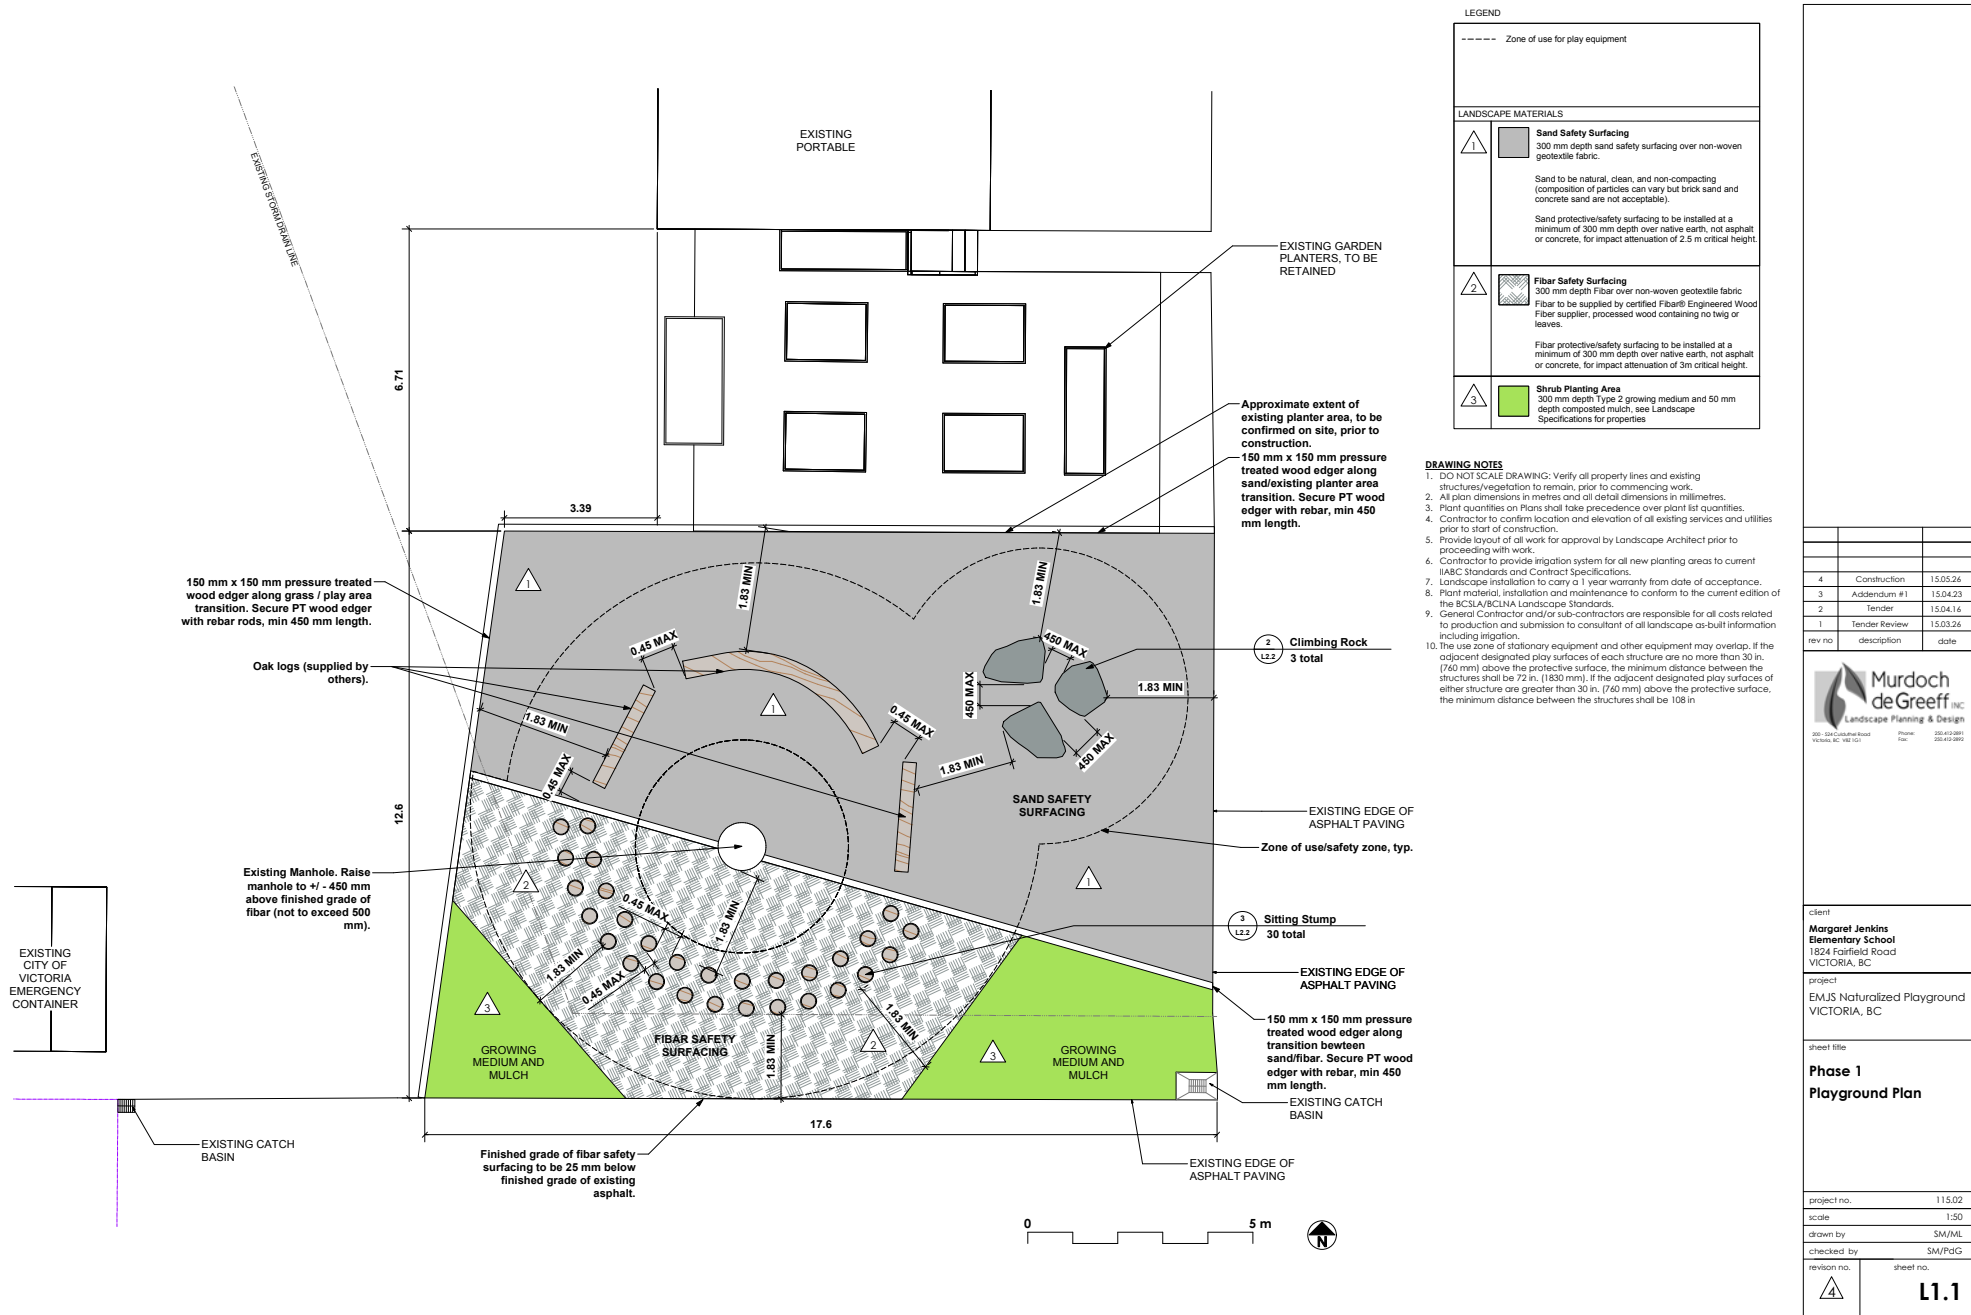 LEGEND
Zone of use for play equipment
LANDSCAPE MATERIALS
1
Sand Safety Surfacing
300 mm depth sand safety surfacing over non-woven
geotextile fabric.
Sand to be natural, clean, and non-compacting
(composition of particles can vary but brick sand and
concrete sand are not acceptable).
Sand protective/safety surfacing to be installed at a
minimum of 300 mm depth over native earth, not asphalt
or concrete, for impact attenuation of 2.5 m critical height.
2
Fibar Safety Surfacing
300 mm depth Fibar over non-woven geotextile fabric
Fibar to be supplied by certified Fibar® Engineered Wood
Fiber supplier, processed wood containing no twig or
leaves.
Fibar protective/safety surfacing to be installed at a
minimum of 300 mm depth over native earth, not asphalt
or concrete, for impact attenuation of 3m critical height.
3
Shrub Planting Area
300 mm depth Type 2 growing medium and 50 mm
depth composted mulch, see Landscape
Specifications for properties
DRAWING NOTES
1. DO NOT SCALE DRAWING: Verify all property lines and existing
structures/vegetation to remain, prior to commencing work.
2. All plan dimensions in metres and all detail dimensions in millimetres.
3. Plant quantities on Plans shall take precedence over plant list quantities.
4. Contractor to confirm location and elevation of all existing services and utilities
prior to start of construction.
5. Provide layout of all work for approval by Landscape Architect prior to
proceeding with work.
6. Contractor to provide irrigation system for all new planting areas to current
IIABC Standards and Contract Specifications.
7. Landscape installation to carry a 1 year warranty from date of acceptance.
8. Plant material, installation and maintenance to conform to the current edition of
the BCSLA/BCLNA Landscape Standards.
9. General Contractor and/or sub-contractors are responsible for all costs related
to production and submission to consultant of all landscape as-built information
including irrigation.
10. The use zone of stationary equipment and other equipment may overlap. If the
adjacent designated play surfaces of each structure are no more than 30 in.
(760 mm) above the protective surface, the minimum distance between the
structures shall be 72 in. (1830 mm). If the adjacent designated play surfaces of
either structure are greater than 30 in. (760 mm) above the protective surface,
the minimum distance between the structures shall be 108 in
EXISTING
PORTABLE
EXISTING STORM DRAIN LINE
EXISTING GARDEN
PLANTERS, TO BE
RETAINED
6.71
3.39
12.6
17.6
Approximate extent of
existing planter area, to be
confirmed on site, prior to
construction.
150 mm x 150 mm pressure
treated wood edger along
sand/existing planter area
transition. Secure PT wood
edger with rebar, min 450
mm length.
150 mm x 150 mm pressure treated
wood edger along grass / play area
transition. Secure PT wood edger
with rebar rods, min 450 mm length.
Oak logs (supplied by
others).
1
1.83 MIN
1.83 MIN
0.45 MAX
450 MAX
2
L2.2
Climbing Rock
3 total
450 MAX
1.83 MIN
1
1.83 MIN
0.45 MAX
450 MAX
1.83 MIN
0.45 MAX
SAND SAFETY
SURFACING
EXISTING EDGE OF
ASPHALT PAVING
Zone of use/safety zone, typ.
1
Existing Manhole. Raise
manhole to +/ - 450 mm
above finished grade of
fibar (not to exceed 500
mm).
2
0.45 MAX
1.83 MIN
3
L2.2
Sitting Stump
30 total
EXISTING
CITY OF
VICTORIA
EMERGENCY
CONTAINER
1.83 MIN
0.45 MAX
EXISTING EDGE OF
ASPHALT PAVING
3
1.83 MIN
FIBAR SAFETY
SURFACING
1.83 MIN
2
3
GROWING
MEDIUM AND
MULCH
GROWING
MEDIUM AND
MULCH
150 mm x 150 mm pressure
treated wood edger along
transition bewteen
sand/fibar. Secure PT wood
edger with rebar, min 450
mm length.
EXISTING CATCH
BASIN
EXISTING CATCH
BASIN
Finished grade of fibar safety
surfacing to be 25 mm below
finished grade of existing
asphalt.
EXISTING EDGE OF
ASPHALT PAVING
0 5 m
N
4 Construction 15.05.26
3 Addendum #1 15.04.23
2 Tender 15.04.16
1 Tender Review 15.03.26
rev no description date
Murdoch
de Greeff INC
Landscape Planning & Design
client
Margaret Jenkins
Elementary School
1824 Fairfield Road
VICTORIA, BC
project
EMJS Naturalized Playground
VICTORIA, BC
sheet title
Phase 1
Playground Plan
project no. 115.02
scale 1:50
drawn by SM/ML
checked by SM/PdG
revison no. sheet no.
4 L1.1